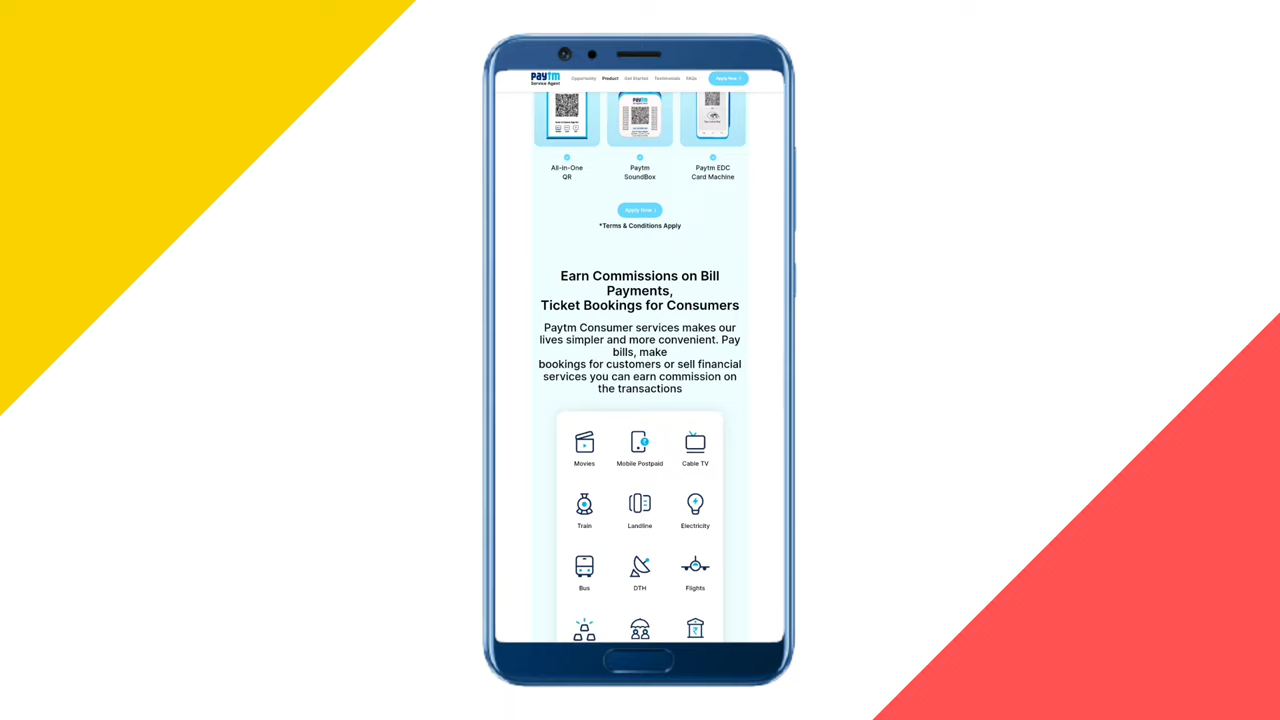 paytm
Service Agent
Opportunity Product Get Started Testimonials FAQs Apply Now
All-in-One
QR
Paytm
SoundBox
Paytm EDC
Card Machine
Apply Now
*Terms & Conditions Apply
Earn Commissions on Bill
Payments,
Ticket Bookings for Consumers
Paytm Consumer services makes our
lives simpler and more convenient. Pay
bills, make
bookings for customers or sell financial
services you can earn commission on
the transactions
Movies Mobile Postpaid Cable TV
Train Landline Electricity
Bus DTH Flights